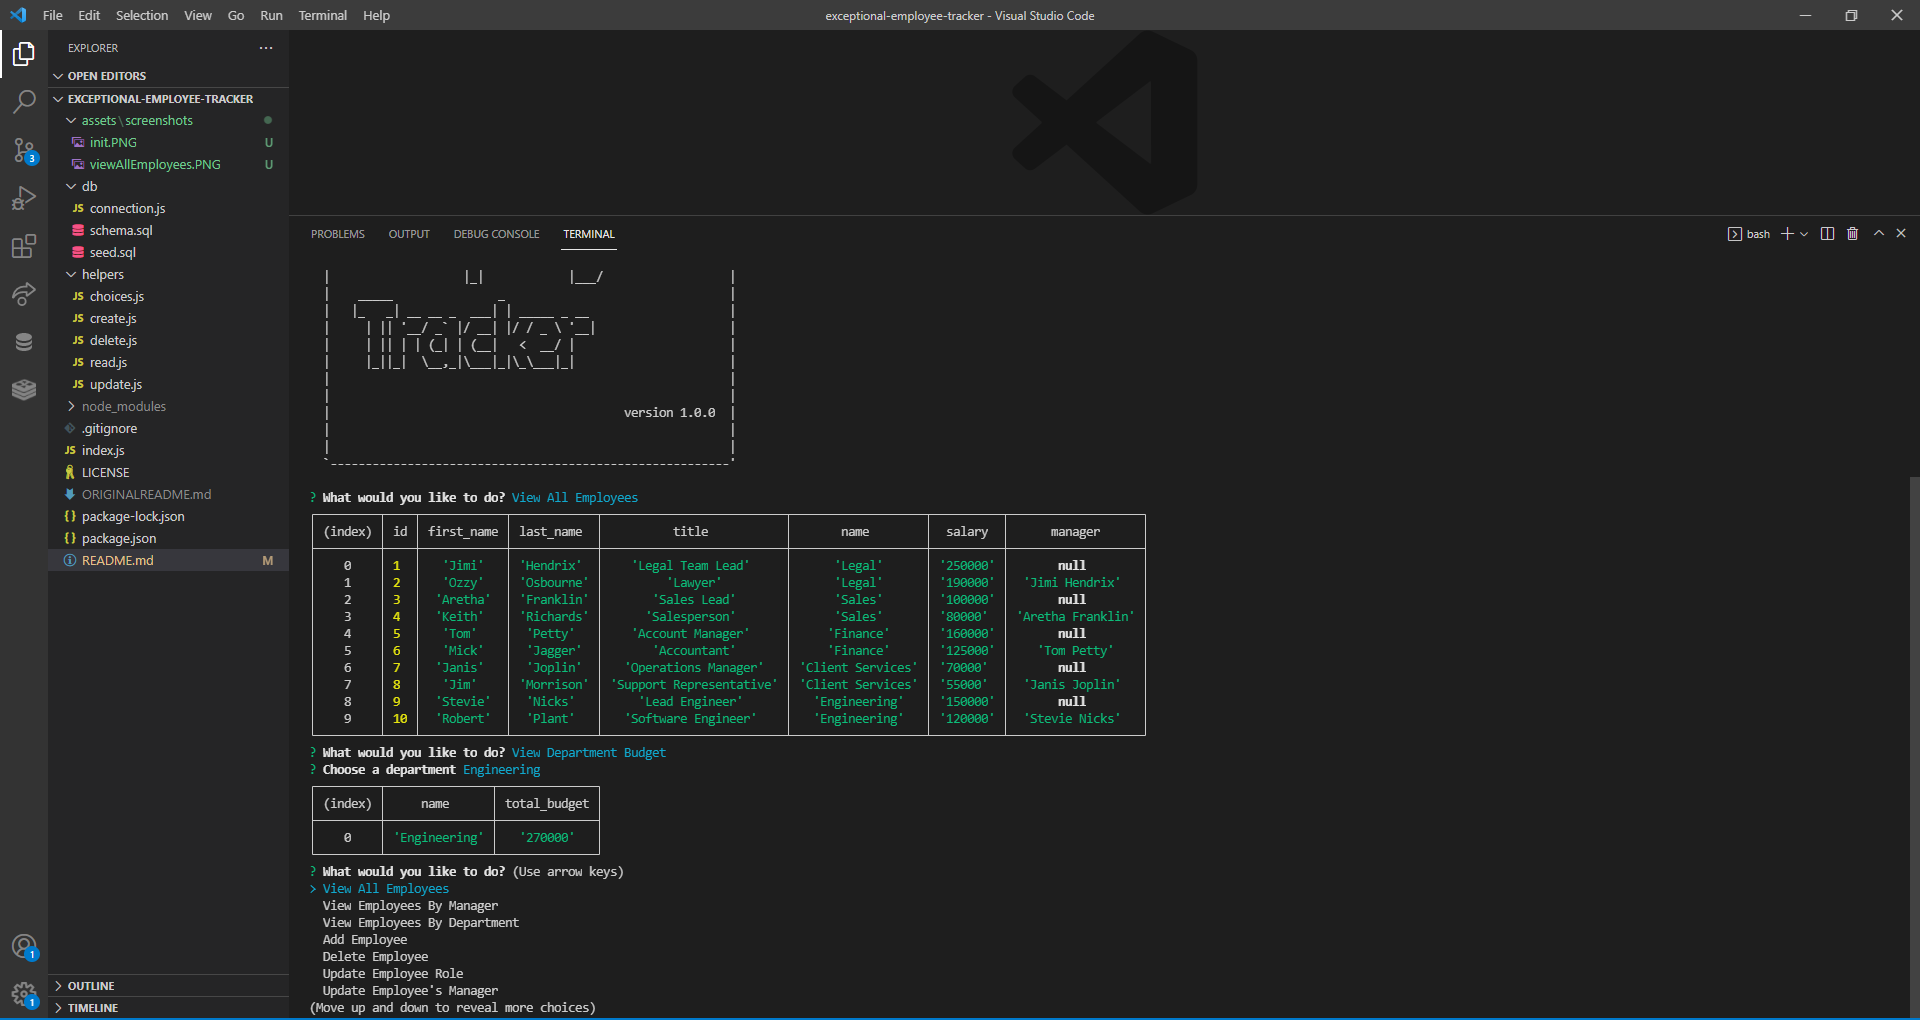 File Edit Selection View Go Run Terminal Help
exceptional-employee-tracker - Visual Studio Code
EXPLORER
OPEN EDITORS
EXCEPTIONAL-EMPLOYEE-TRACKER
assets\screenshots
init.PNG U
viewAllEmployees.PNG U
db
connection.js
schema.sql
seed.sql
helpers
choices.js
create.js
delete.js
read.js
update.js
node_modules
.gitignore
index.js
LICENSE
ORIGINALREADME.md
package-lock.json
package.json
README.md M
OUTLINE
TIMELINE
3
1
1
PROBLEMS OUTPUT DEBUG CONSOLE TERMINAL
bash
Tracker
version 1.0.0
? What would you like to do? View All Employees
(index) id first_name last_name title name salary manager
0 1 'Jimi' 'Hendrix' 'Legal Team Lead' 'Legal' '250000' null
1 2 'Ozzy' 'Osbourne' 'Lawyer' 'Legal' '190000' 'Jimi Hendrix'
2 3 'Aretha' 'Franklin' 'Sales Lead' 'Sales' '100000' null
3 4 'Keith' 'Richards' 'Salesperson' 'Sales' '80000' 'Aretha Franklin'
4 5 'Tom' 'Petty' 'Account Manager' 'Finance' '160000' null
5 6 'Mick' 'Jagger' 'Accountant' 'Finance' '125000' 'Tom Petty'
6 7 'Janis' 'Joplin' 'Operations Manager' 'Client Services' '70000' null
7 8 'Jim' 'Morrison' 'Support Representative' 'Client Services' '55000' 'Janis Joplin'
8 9 'Stevie' 'Nicks' 'Lead Engineer' 'Engineering' '150000' null
9 10 'Robert' 'Plant' 'Software Engineer' 'Engineering' '120000' 'Stevie Nicks'
? What would you like to do? View Department Budget
? Choose a department Engineering
(index) name total_budget
0 'Engineering' '270000'
? What would you like to do? (Use arrow keys)
> View All Employees
View Employees By Manager
View Employees By Department
Add Employee
Delete Employee
Update Employee Role
Update Employee's Manager
(Move up and down to reveal more choices)